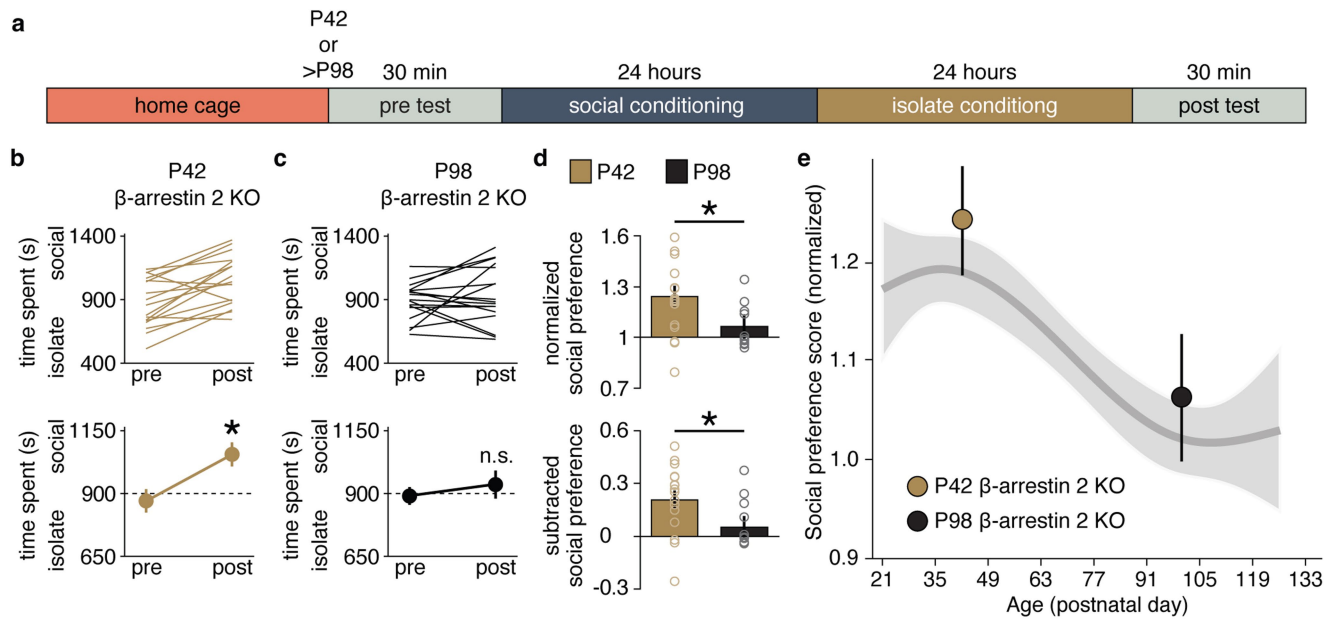 a
P42
or
>P98
30 min
24 hours
24 hours
30 min
home cage
pre test
social conditioning
isolate conditiong
post test
b
P42
β-arrestin 2 KO
time spent (s)
isolate social
1400
900
400
pre post
time spent (s)
isolate social
1150
900
650
*
pre post
c
P98
β-arrestin 2 KO
time spent (s)
isolate social
1400
900
400
pre post
time spent (s)
isolate social
1150
900
650
n.s.
pre post
d
P42 P98
normalized
social preference
1.6
1.3
1
0.7
*
subtracted
social preference
0.6
0.3
0
-0.3
*
e
Social preference score (normalized)
1.2
1.1
1.0
0.9
P42 β-arrestin 2 KO
P98 β-arrestin 2 KO
21 35 49 63 77 91 105 119 133
Age (postnatal day)